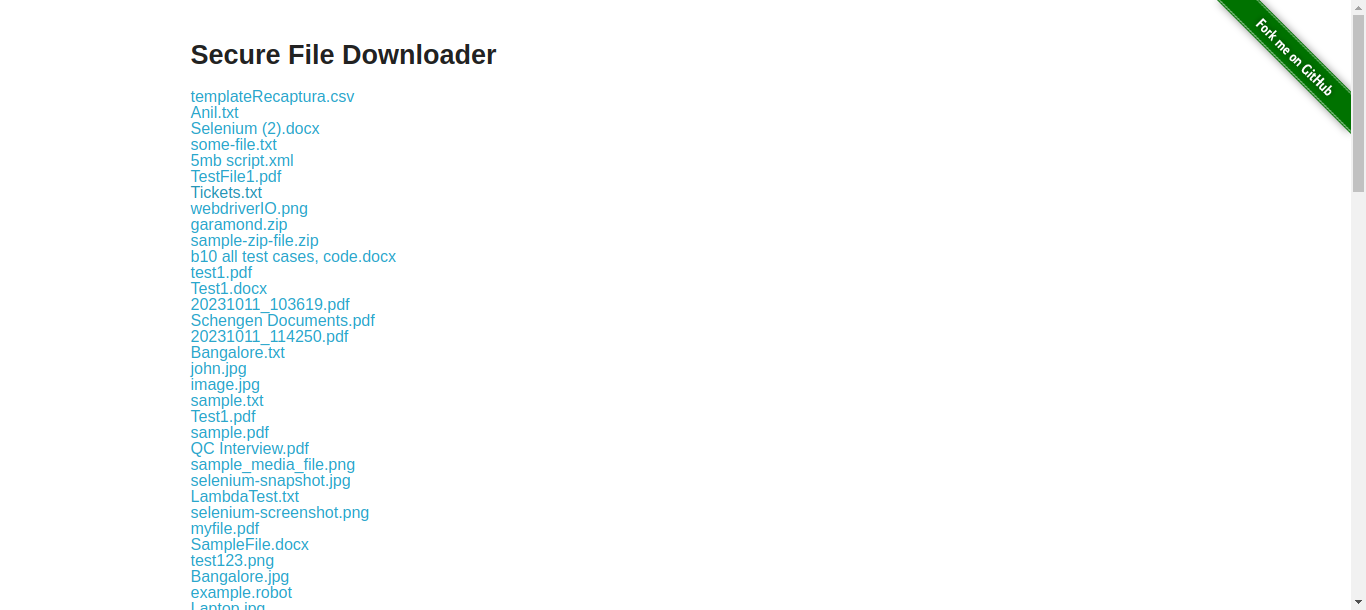 Fork me on GitHub
Secure File Downloader
templateRecaptura.csv
Anil.txt
Selenium (2).docx
some-file.txt
5mb script.xml
TestFile1.pdf
Tickets.txt
webdriverIO.png
garamond.zip
sample-zip-file.zip
b10 all test cases, code.docx
test1.pdf
Test1.docx
20231011_103619.pdf
Schengen Documents.pdf
20231011_114250.pdf
Bangalore.txt
john.jpg
image.jpg
sample.txt
Test1.pdf
sample.pdf
QC Interview.pdf
sample_media_file.png
selenium-snapshot.jpg
LambdaTest.txt
selenium-screenshot.png
myfile.pdf
SampleFile.docx
test123.png
Bangalore.jpg
example.robot
Laptop.jpg